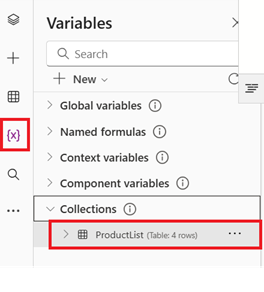 Variables
Search
New
Global variables
Named formulas
Context variables
{x}
Component variables
Collections
ProductList (Table: 4 rows)